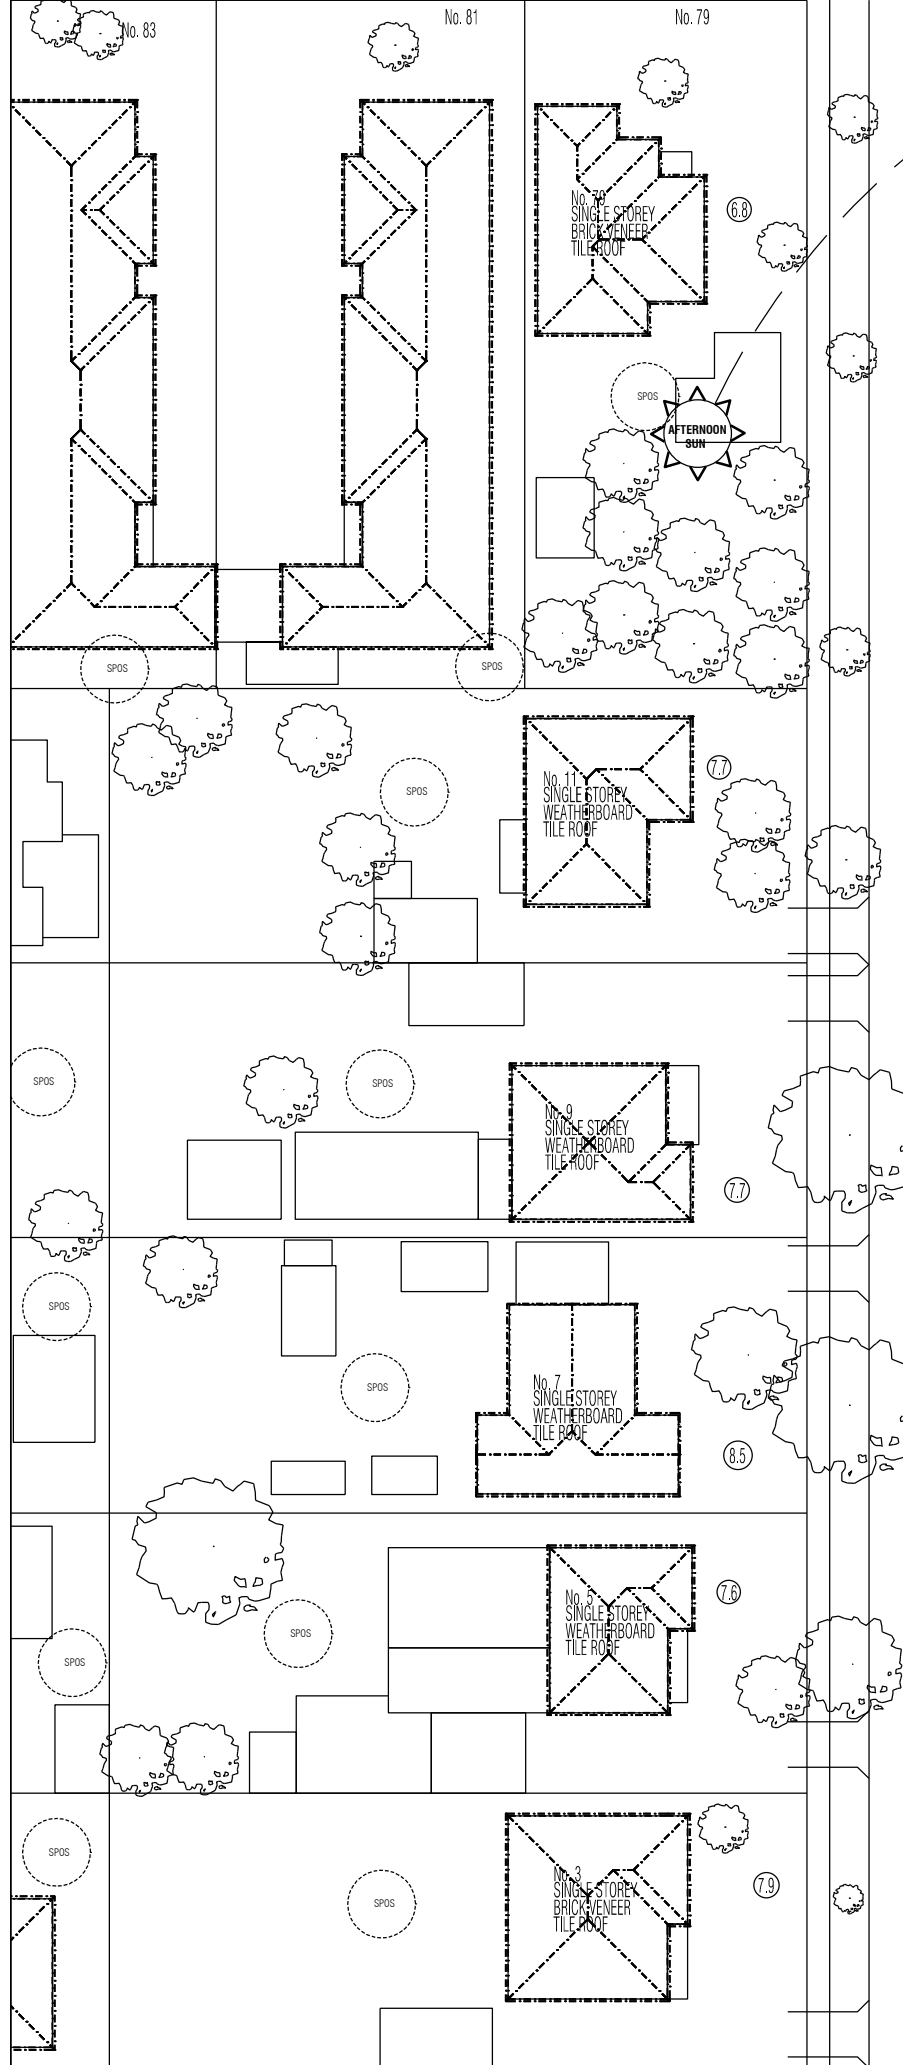 No. 83
No. 81
No. 79
No. 79
SINGLE STOREY
BRICK VENEER
TILE ROOF
6.8
SPOS
AFTERNOON
SUN
SPOS
SPOS
No. 11
SINGLE STOREY
WEATHERBOARD
TILE ROOF
7.7
SPOS
SPOS
SPOS
No. 9
SINGLE STOREY
WEATHERBOARD
TILE ROOF
7.7
SPOS
SPOS
No. 7
SINGLE STOREY
WEATHERBOARD
TILE ROOF
8.5
No. 5
SINGLE STOREY
WEATHERBOARD
TILE ROOF
7.6
SPOS
SPOS
SPOS
SPOS
No. 3
SINGLE STOREY
BRICK VENEER
TILE ROOF
7.9